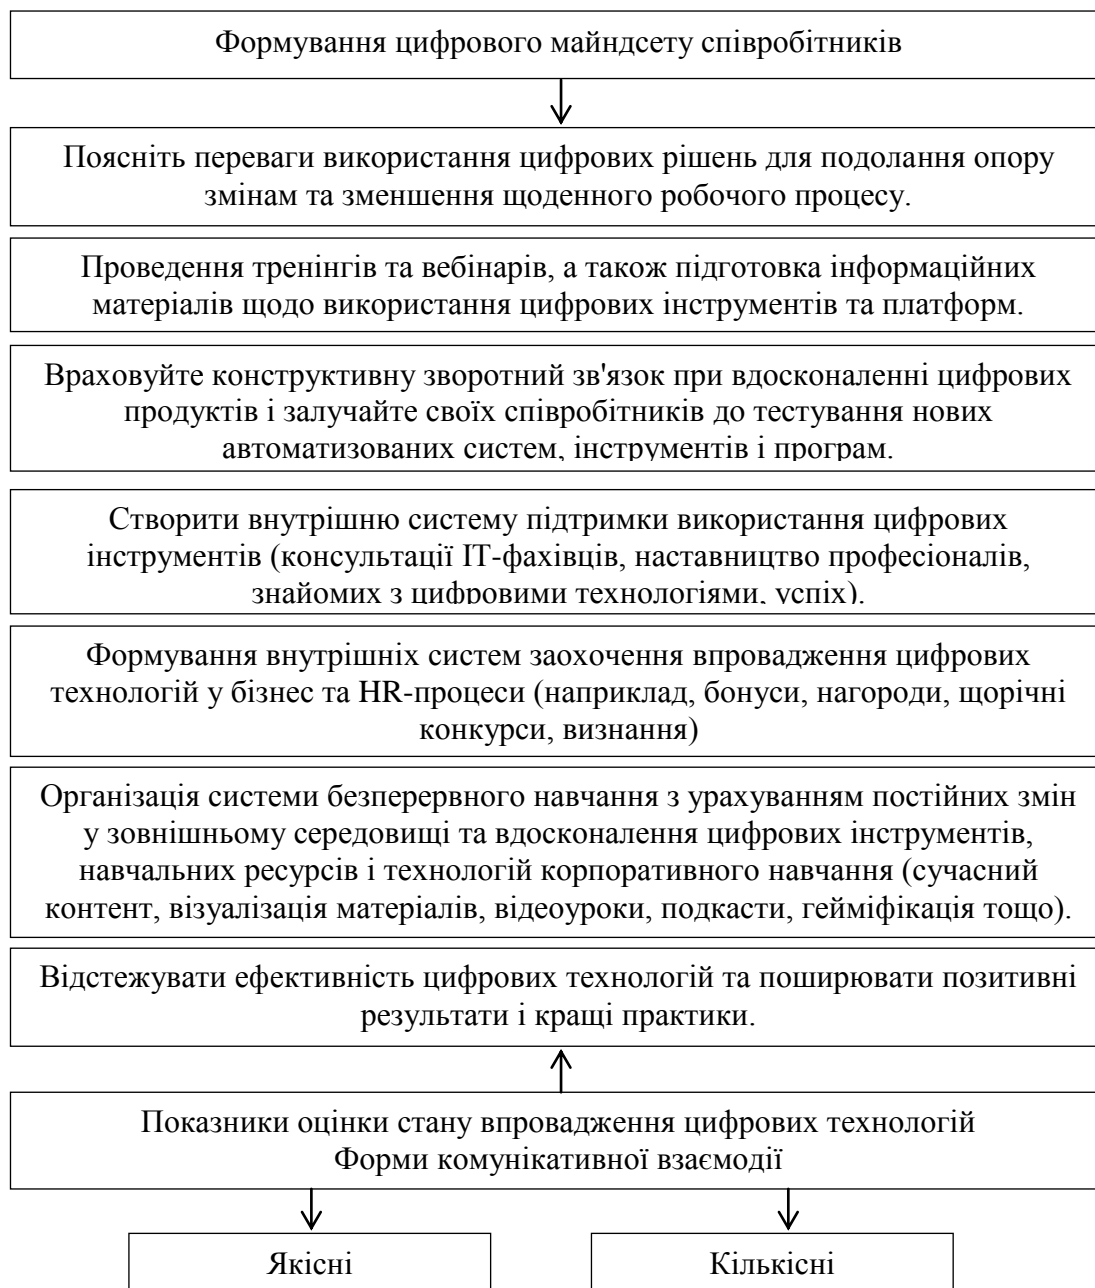 Формування цифрового майндсету співробітників
Поясніть переваги використання цифрових рішень для подолання опору
змінам та зменшення щоденного робочого процесу.
Проведення тренінгів та вебінарів, а також підготовка інформаційних
матеріалів щодо використання цифрових інструментів та платформ.
Враховуйте конструктивну зворотний зв'язок при вдосконаленні цифрових
продуктів і залучайте своїх співробітників до тестування нових
автоматизованих систем, інструментів і програм.
Створити внутрішню систему підтримки використання цифрових
інструментів (консультації ІТ-фахівців, наставництво професіоналів,
знайомих з цифровими технологіями, успіх).
Формування внутрішніх систем заохочення впровадження цифрових
технологій у бізнес та HR-процеси (наприклад, бонуси, нагороди, щорічні
конкурси, визнання)
Організація системи безперервного навчання з урахуванням постійних змін
у зовнішньому середовищі та вдосконалення цифрових інструментів,
навчальних ресурсів і технологій корпоративного навчання (сучасний
контент, візуалізація матеріалів, відеоуроки, подкасти, гейміфікація тощо).
Відстежувати ефективність цифрових технологій та поширювати позитивні
результати і кращі практики.
Показники оцінки стану впровадження цифрових технологій
Форми комунікативної взаємодії
Якісні
Кількісні